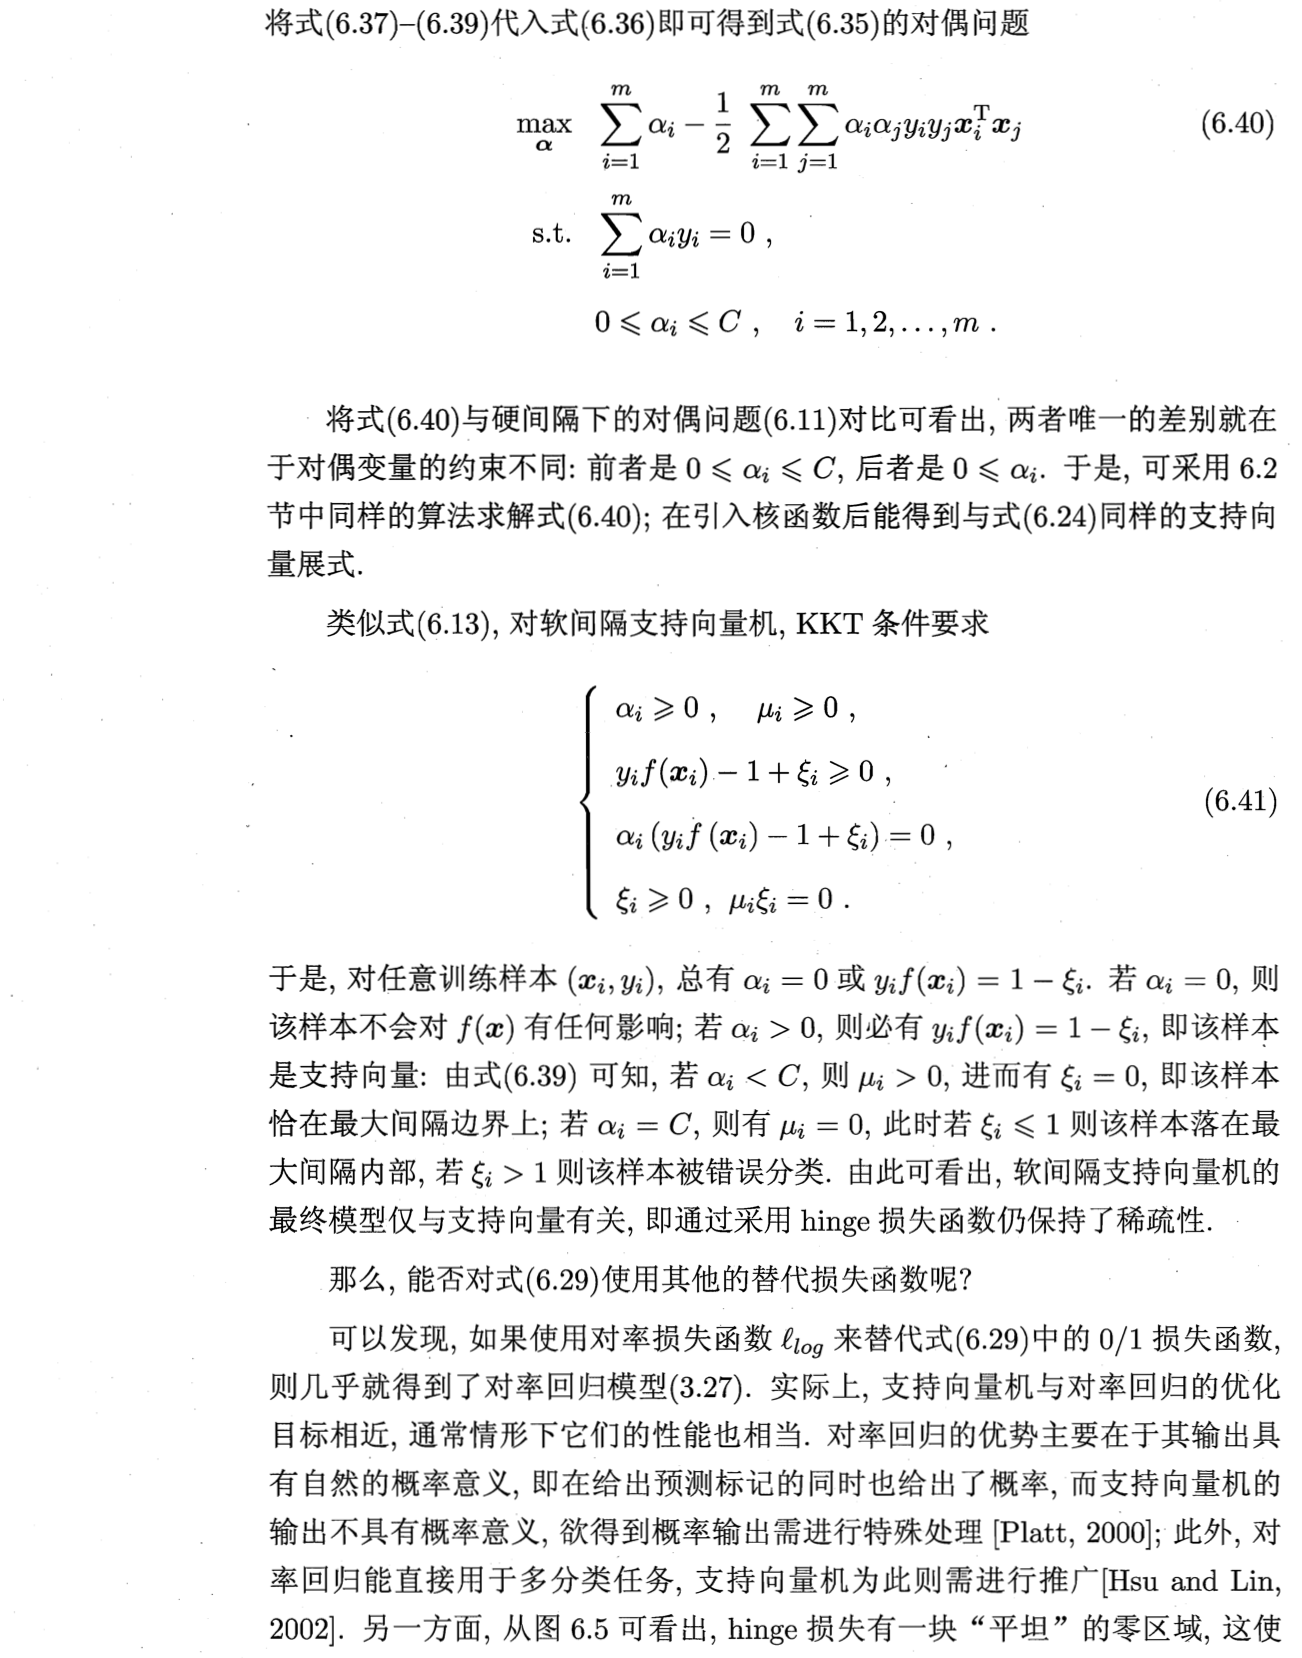 将式(6.37)–(6.39)代入式(6.36)即可得到式(6.35)的对偶问题
$\max_{\boldsymbol{\alpha}} \quad \sum_{i=1}^{m} \alpha_i - \frac{1}{2} \sum_{i=1}^{m} \sum_{j=1}^{m} \alpha_i \alpha_j y_i y_j \boldsymbol{x}_i^{\mathrm{T}} \boldsymbol{x}_j$ (6.40)
s.t. $\sum_{i=1}^{m} \alpha_i y_i = 0$ ,
$0 \leqslant \alpha_i \leqslant C$ , $i = 1, 2, \ldots, m$ .
将式(6.40)与硬间隔下的对偶问题(6.11)对比可看出, 两者唯一的差别就在
于对偶变量的约束不同: 前者是 $0 \leqslant \alpha_i \leqslant C$, 后者是 $0 \leqslant \alpha_i$. 于是, 可采用 6.2
节中同样的算法求解式(6.40); 在引入核函数后能得到与式(6.24)同样的支持向
量展式.
类似式(6.13), 对软间隔支持向量机, KKT 条件要求
$\alpha_i \geqslant 0$ , $\mu_i \geqslant 0$ ,
$y_i f(\boldsymbol{x}_i) - 1 + \xi_i \geqslant 0$ ,
(6.41)
$\alpha_i (y_i f(\boldsymbol{x}_i) - 1 + \xi_i) = 0$ ,
$\xi_i \geqslant 0$ , $\mu_i \xi_i = 0$ .
于是, 对任意训练样本 $(\boldsymbol{x}_i, y_i)$, 总有 $\alpha_i = 0$ 或 $y_i f(\boldsymbol{x}_i) = 1 - \xi_i$. 若 $\alpha_i = 0$, 则
该样本不会对 $f(\boldsymbol{x})$ 有任何影响; 若 $\alpha_i > 0$, 则必有 $y_i f(\boldsymbol{x}_i) = 1 - \xi_i$, 即该样本
是支持向量: 由式(6.39) 可知, 若 $\alpha_i < C$, 则 $\mu_i > 0$, 进而有 $\xi_i = 0$, 即该样本
恰在最大间隔边界上; 若 $\alpha_i = C$, 则有 $\mu_i = 0$, 此时若 $\xi_i \leqslant 1$ 则该样本落在最
大间隔内部, 若 $\xi_i > 1$ 则该样本被错误分类. 由此可看出, 软间隔支持向量机的
最终模型仅与支持向量有关, 即通过采用 hinge 损失函数仍保持了稀疏性.
那么, 能否对式(6.29)使用其他的替代损失函数呢?
可以发现, 如果使用对率损失函数 $\ell_{log}$ 来替代式(6.29)中的 0/1 损失函数,
则几乎就得到了对率回归模型(3.27). 实际上, 支持向量机与对率回归的优化
目标相近, 通常情形下它们的性能也相当. 对率回归的优势主要在于其输出具
有自然的概率意义, 即在给出预测标记的同时也给出了概率, 而支持向量机的
输出不具有概率意义, 欲得到概率输出需进行特殊处理 [Platt, 2000]; 此外, 对
率回归能直接用于多分类任务, 支持向量机为此则需进行推广[Hsu and Lin,
2002]. 另一方面, 从图 6.5 可看出, hinge 损失有一块“平坦”的零区域, 这使